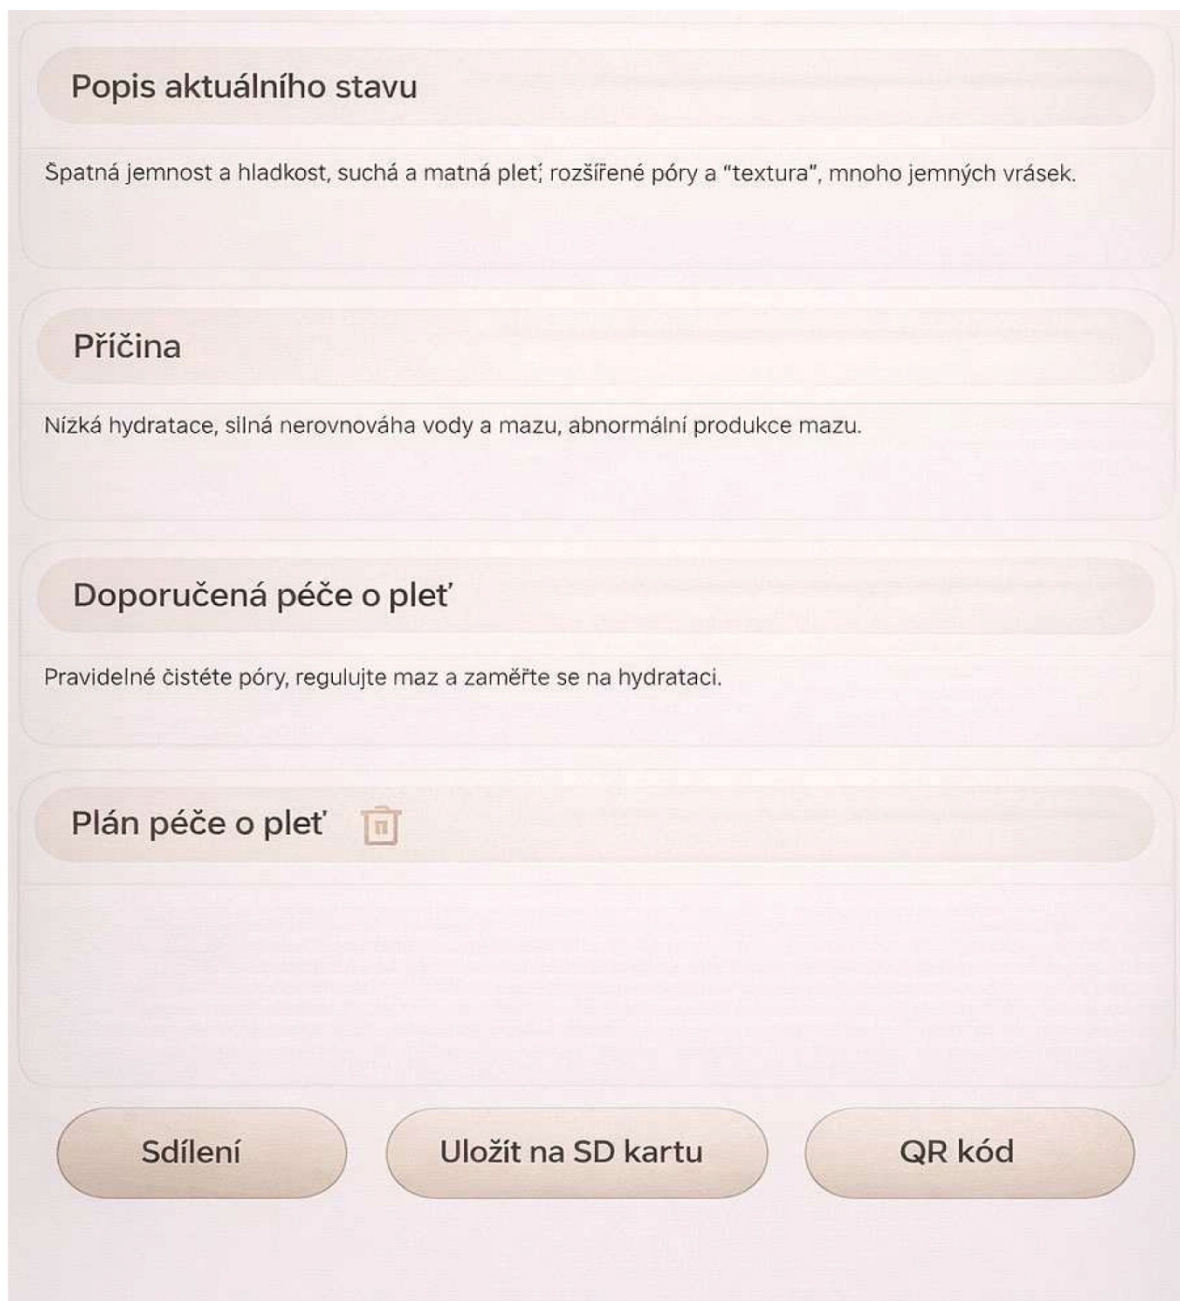 Popis aktuálního stavu
Špatná jemnost a hladkost, suchá a matná pleť; rozšířené póry a "textura", mnoho jemných vrásek.
Příčina
Nízká hydratace, silná nerovnováha vody a mazu, abnormální produkce mazu.
Doporučená péče o pleť
Pravidelné čistéte póry, regulujte maz a zaměřte se na hydrataci.
Plán péče o pleť
Sdílení
Uložít na SD kartu
QR kód